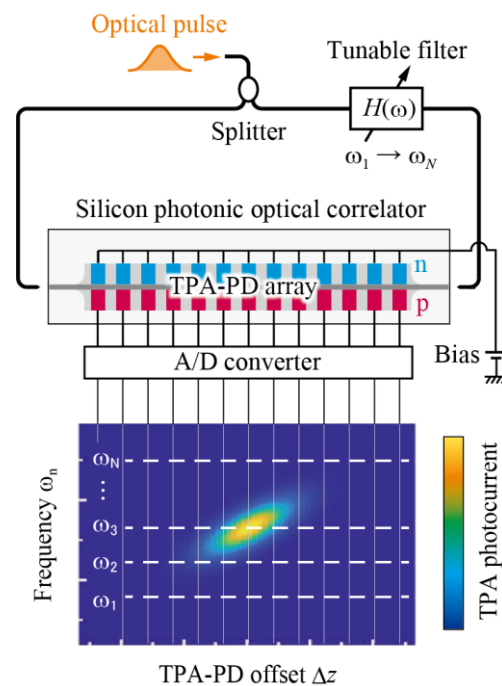 Optical pulse
Tunable filter
H(ω)
Splitter
ω1 → ωN
Silicon photonic optical correlator
n
TPA-PD array
p
Bias
A/D converter
Frequency ωn
ωN
⋮
ω3
ω2
ω1
TPA photocurrent
TPA-PD offset Δz